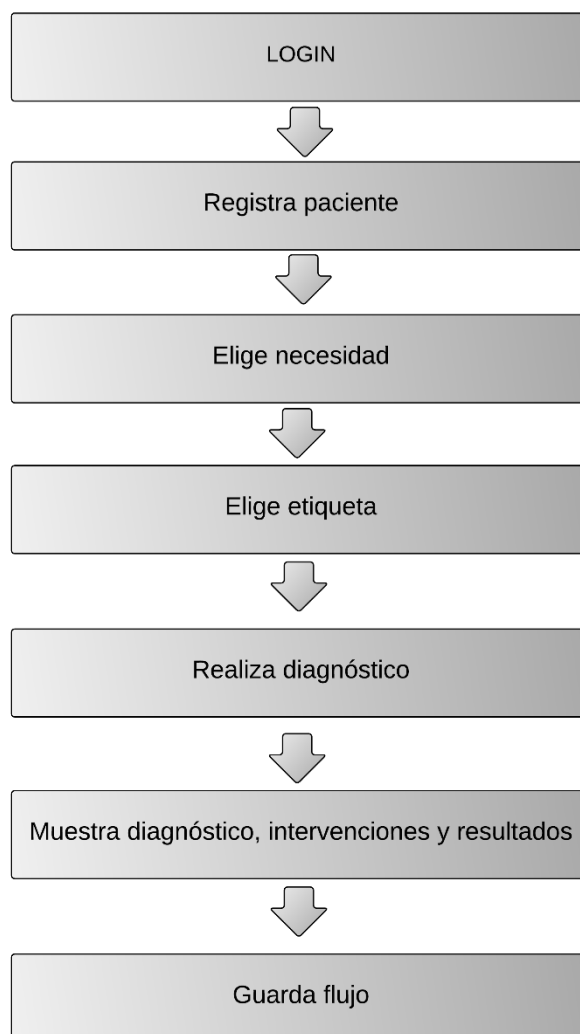 LOGIN
Registra paciente
Elige necesidad
Elige etiqueta
Realiza diagnóstico
Muestra diagnóstico, intervenciones y resultados
Guarda flujo